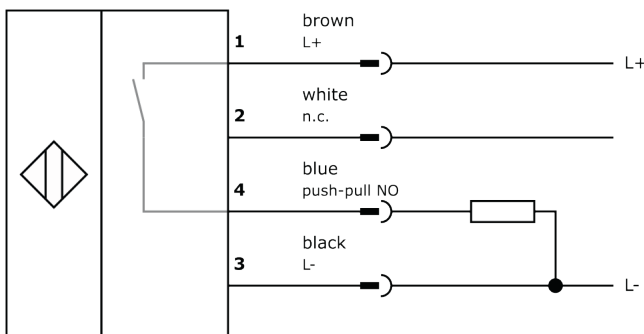 brown
1
L+
L+
white
2
n.c.
blue
4
push-pull NO
black
3
L-
L-